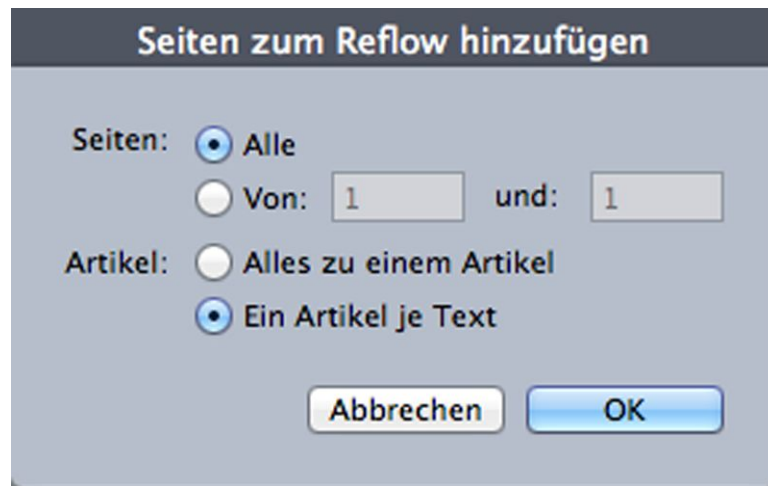 Seiten zum Reflow hinzufügen
Seiten: Alle
Von: 1 und: 1
Artikel: Alles zu einem Artikel
Ein Artikel je Text
Abbrechen OK